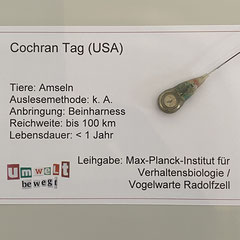 Cochran Tag (USA)
Tiere: Amseln
Auslesemethode: k. A.
Anbringung: Beinharness
Reichweite: bis 100 km
Lebensdauer: < 1 Jahr
Leihgabe: Max-Planck-Institut für
Verhaltensbiologie /
Vogelwarte Radolfzell
umwelt
bewegt